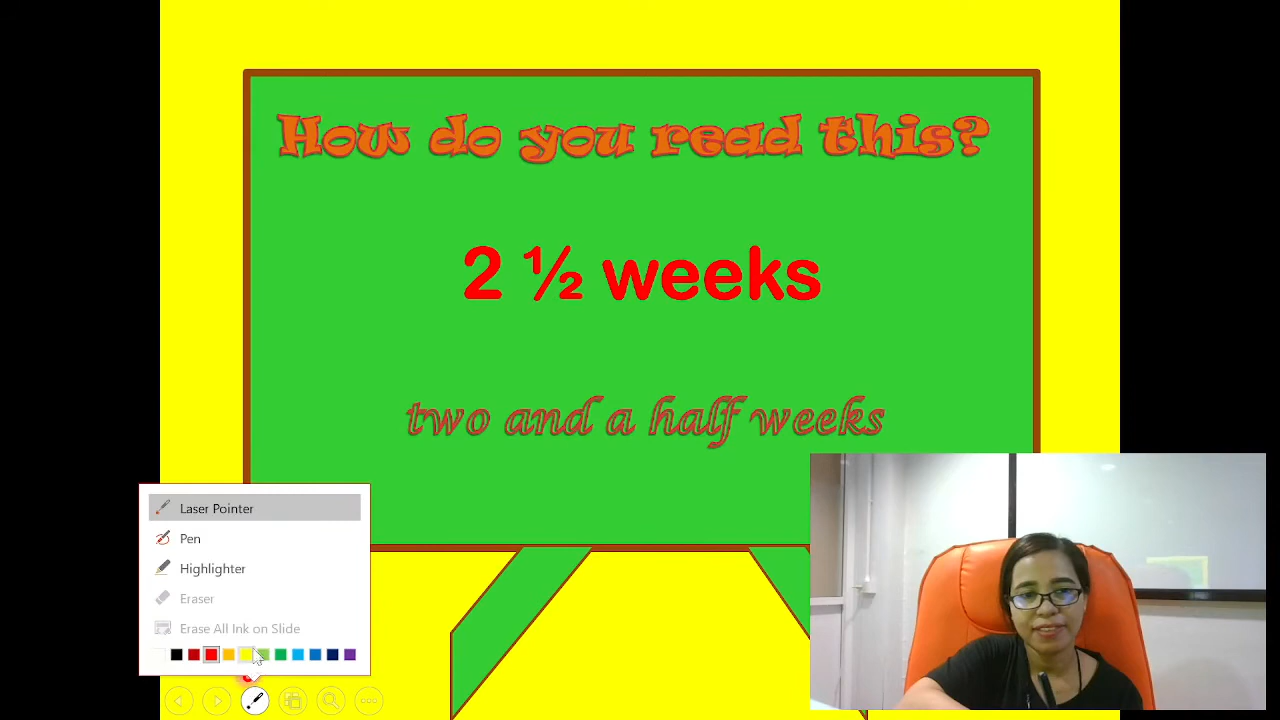 How do you read this?
2 ½ weeks
two and a half weeks
Laser Pointer
Pen
Highlighter
Eraser
Erase All Ink on Slide